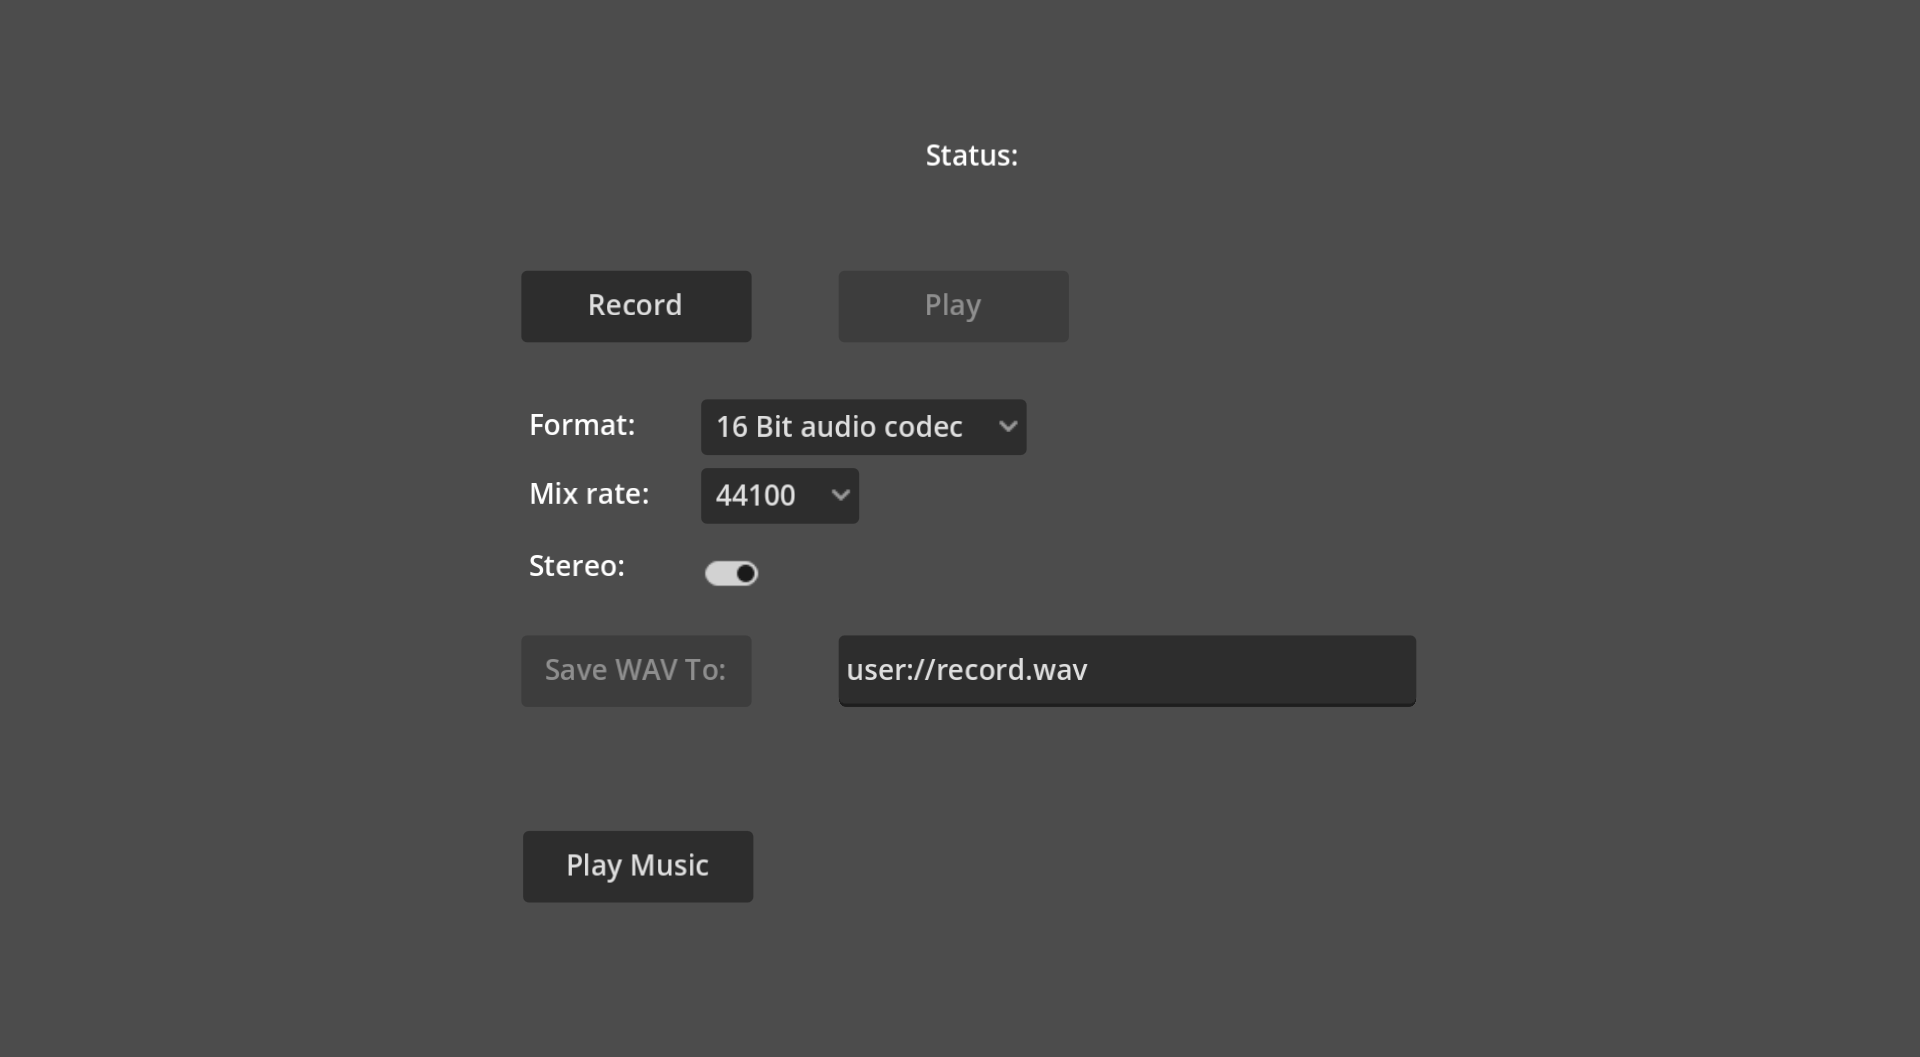 Status:
Record
Play
Format:
16 Bit audio codec
Mix rate:
44100
Stereo:
Save WAV To:
user://record.wav
Play Music